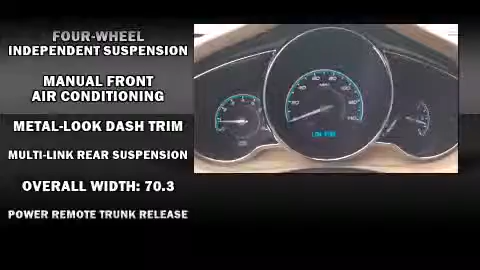 FOUR-WHEEL
INDEPENDENT SUSPENSION
MANUAL FRONT
AIR CONDITIONING
METAL-LOOK DASH TRIM
MULTI-LINK REAR SUSPENSION
OVERALL WIDTH: 70.3
POWER REMOTE TRUNK RELEASE